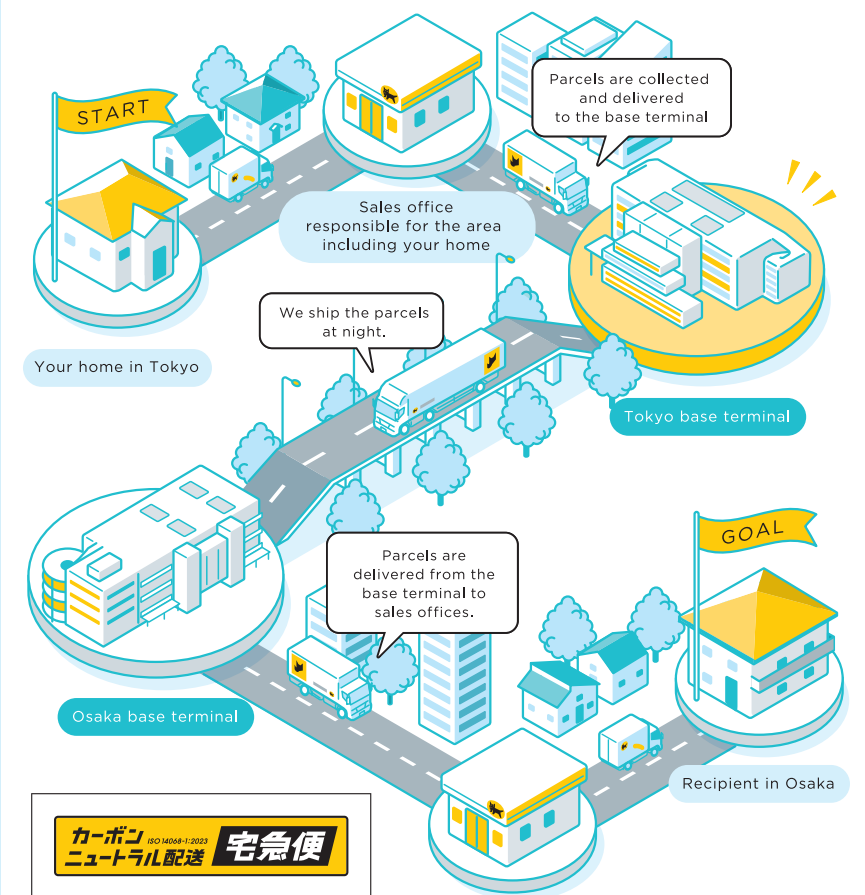 START
Parcels are collected
and delivered
to the base terminal
Sales office
responsible for the area
including your home
We ship the parcels
at night.
Your home in Tokyo
Tokyo base terminal
GOAL
Parcels are
delivered from the
base terminal to
sales offices.
Osaka base terminal
Recipient in Osaka
カーボン ISO 14068-1:2023
ニュートラル配送 宅急便